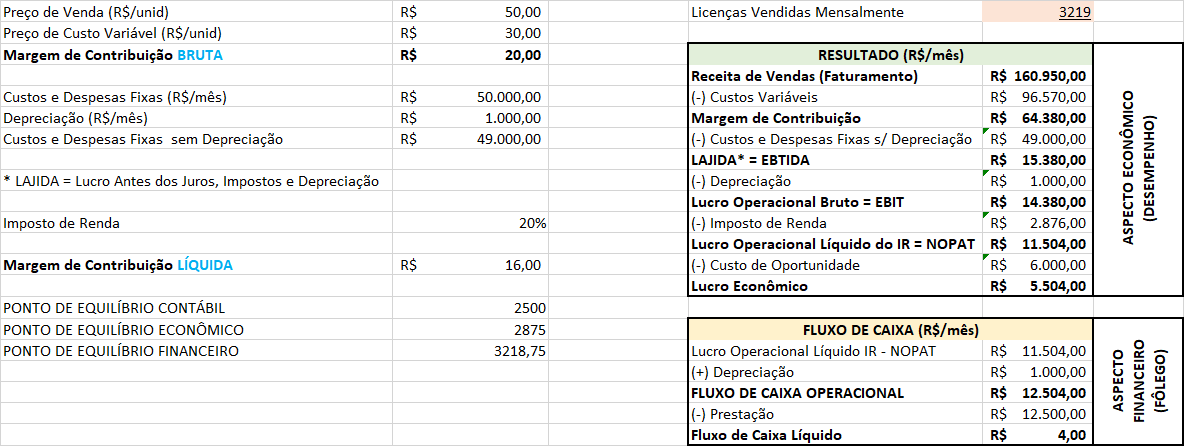 Preço de Venda (R$/unid) R$ 50,00
Preço de Custo Variável (R$/unid) R$ 30,00
Margem de Contribuição BRUTA R$ 20,00
Custos e Despesas Fixas (R$/mês) R$ 50.000,00
Depreciação (R$/mês) R$ 1.000,00
Custos e Despesas Fixas sem Depreciação R$ 49.000,00
* LAJIDA = Lucro Antes dos Juros, Impostos e Depreciação
Imposto de Renda 20%
Margem de Contribuição LÍQUIDA R$ 16,00
PONTO DE EQUILÍBRIO CONTÁBIL 2500
PONTO DE EQUILÍBRIO ECONÔMICO 2875
PONTO DE EQUILÍBRIO FINANCEIRO 3218,75
Licenças Vendidas Mensalmente 3219
RESULTADO (R$/mês)
Receita de Vendas (Faturamento) R$ 160.950,00
(-) Custos Variáveis R$ 96.570,00
Margem de Contribuição R$ 64.380,00
(-) Custos e Despesas Fixas s/ Depreciação R$ 49.000,00
LAJIDA* = EBTIDA R$ 15.380,00
(-) Depreciação R$ 1.000,00
Lucro Operacional Bruto = EBIT R$ 14.380,00
(-) Imposto de Renda R$ 2.876,00
Lucro Operacional Líquido do IR = NOPAT R$ 11.504,00
(-) Custo de Oportunidade R$ 6.000,00
Lucro Econômico R$ 5.504,00
ASPECTO ECONÔMICO
(DESEMPENHO)
FLUXO DE CAIXA (R$/mês)
Lucro Operacional Líquido IR - NOPAT R$ 11.504,00
(+) Depreciação R$ 1.000,00
FLUXO DE CAIXA OPERACIONAL R$ 12.504,00
(-) Prestação R$ 12.500,00
Fluxo de Caixa Líquido R$ 4,00
ASPECTO
FINANCEIRO
(FÔLEGO)